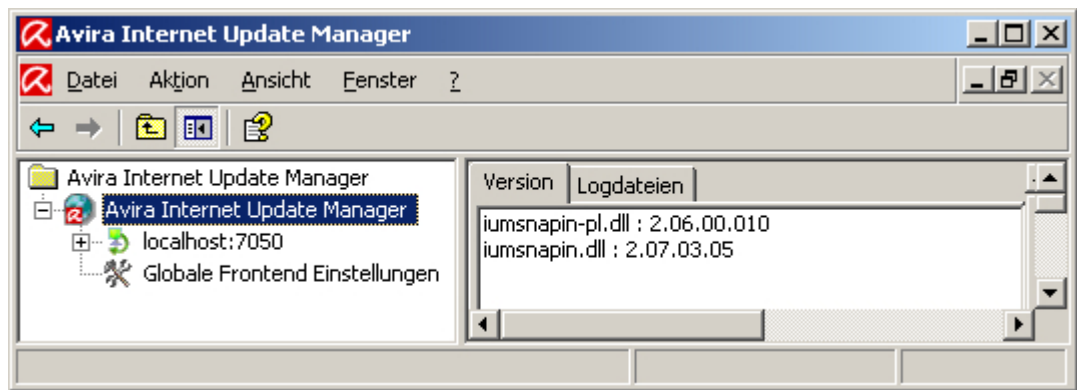 Avira Internet Update Manager
Datei Aktion Ansicht Fenster ?
Avira Internet Update Manager
Avira Internet Update Manager
localhost:7050
Globale Frontend Einstellungen
Version Logdateien
iumsnapin-pl.dll : 2.06.00.010
iumsnapin.dll : 2.07.03.05